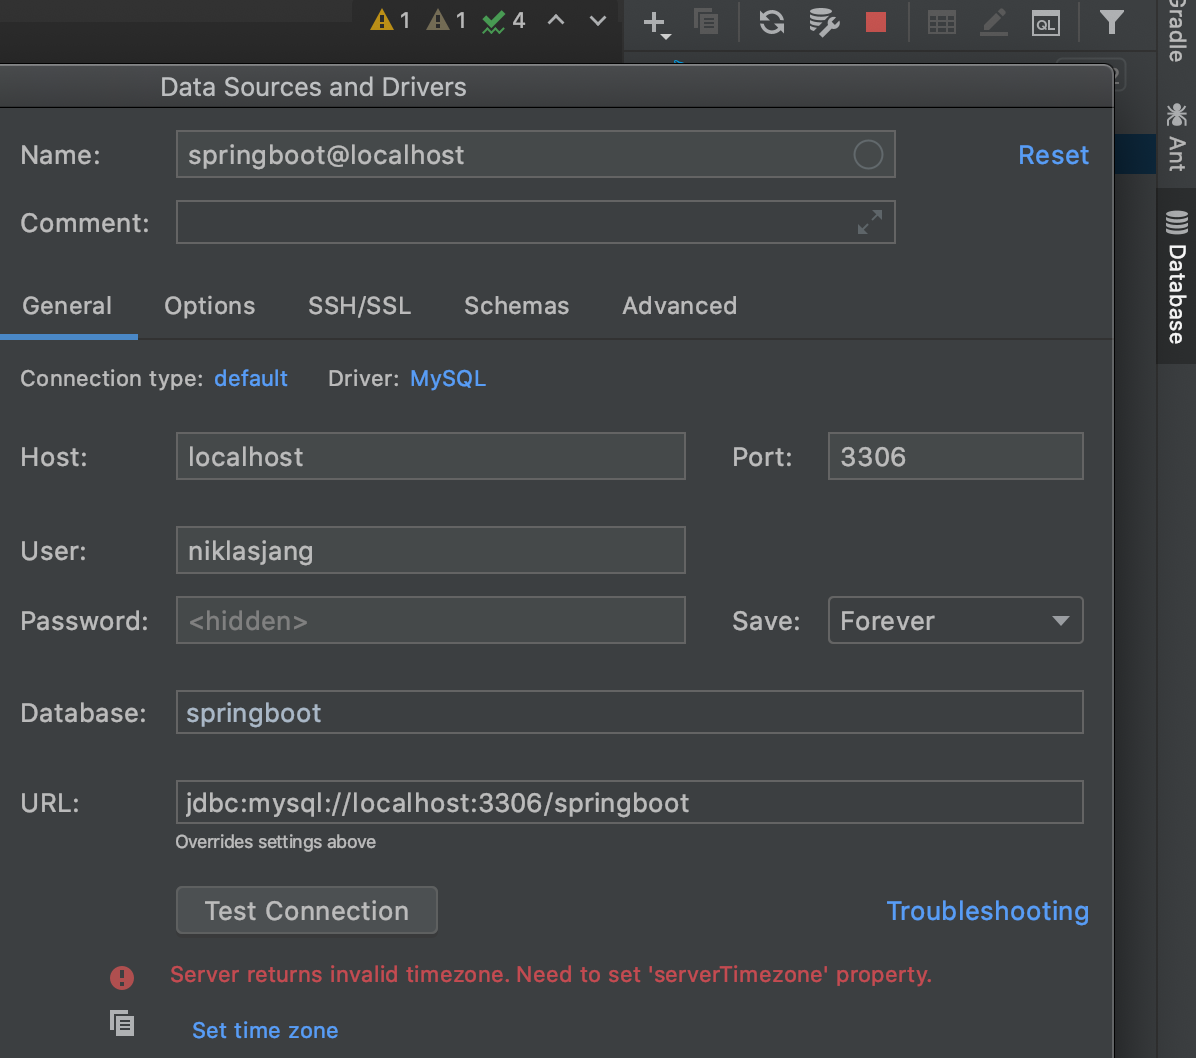 1 1 4
QL
Gradle
Data Sources and Drivers
Name: springboot@localhost Reset
Ant
Comment:
Database
General Options SSH/SSL Schemas Advanced
Connection type: default Driver: MySQL
Host: localhost Port: 3306
User: niklasjang
Password: <hidden> Save: Forever
Database: springboot
URL: jdbc:mysql://localhost:3306/springboot
Overrides settings above
Test Connection Troubleshooting
Server returns invalid timezone. Need to set 'serverTimezone' property.
Set time zone